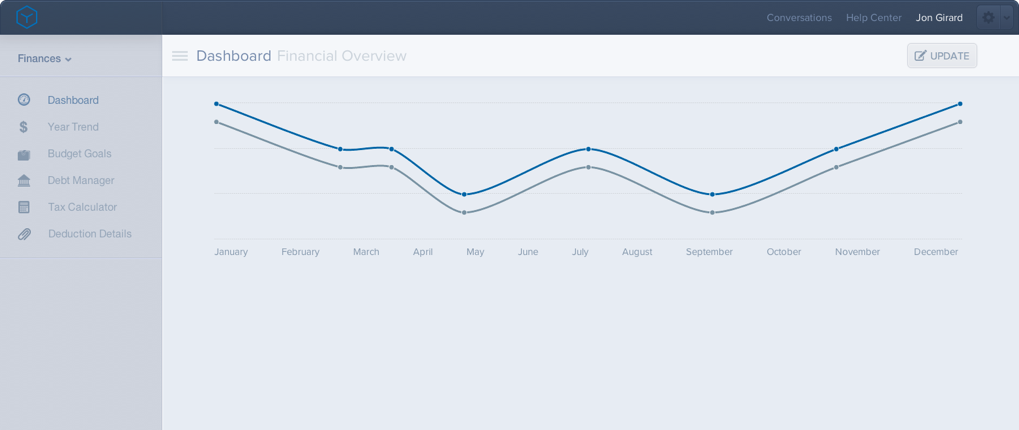 Conversations Help Center Jon Girard
Finances
Dashboard Financial Overview
UPDATE
Dashboard
Year Trend
Budget Goals
Debt Manager
Tax Calculator
Deduction Details
January February March April May June July August September October November December